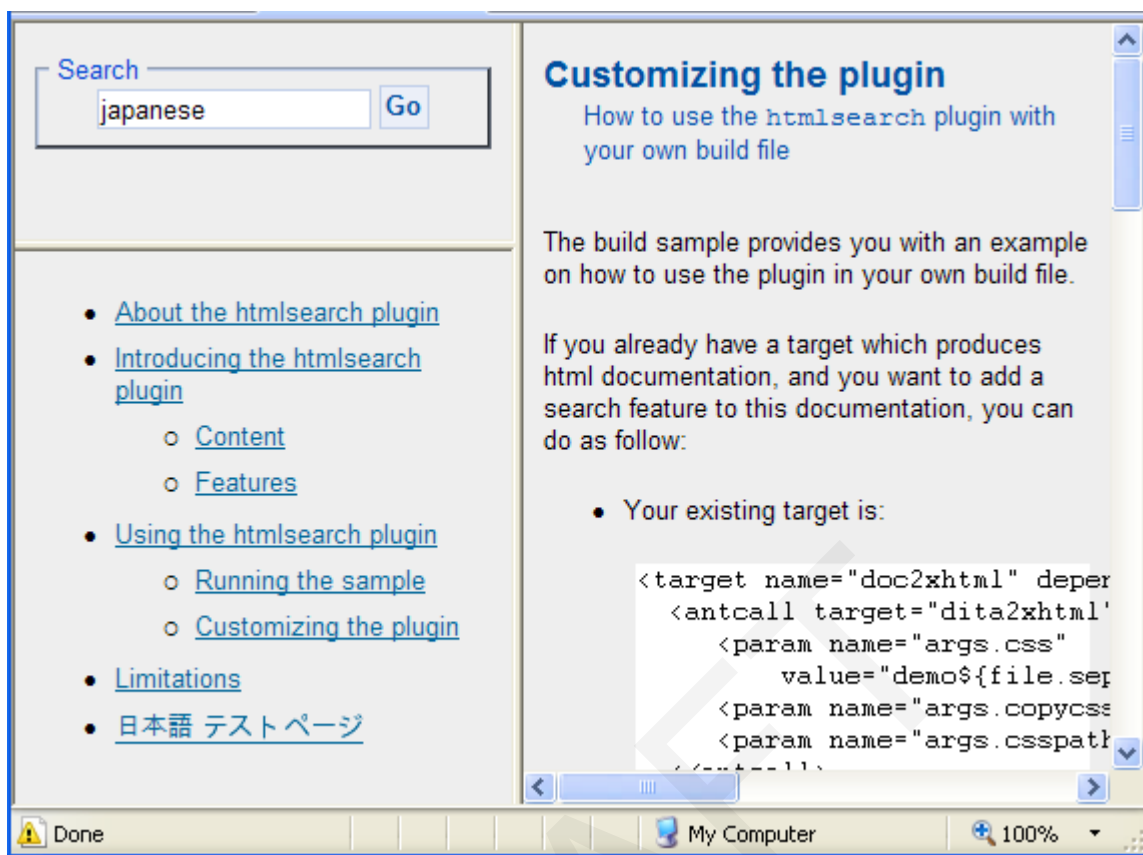 Search
japanese
Go
About the htmlsearch plugin
Introducing the htmlsearch
plugin
Content
Features
Using the htmlsearch plugin
Running the sample
Customizing the plugin
Limitations
日本語 テストページ
Customizing the plugin
How to use the htmlsearch plugin with
your own build file
The build sample provides you with an example
on how to use the plugin in your own build file.
If you already have a target which produces
html documentation, and you want to add a
search feature to this documentation, you can
do as follow:
Your existing target is:
<target name="doc2xhtml" deper
<antcall target="dita2xhtml"
<param name="args.css"
value="demo${file.sep
<param name="args.copycss
<param name="args.csspath
Done
My Computer
100%